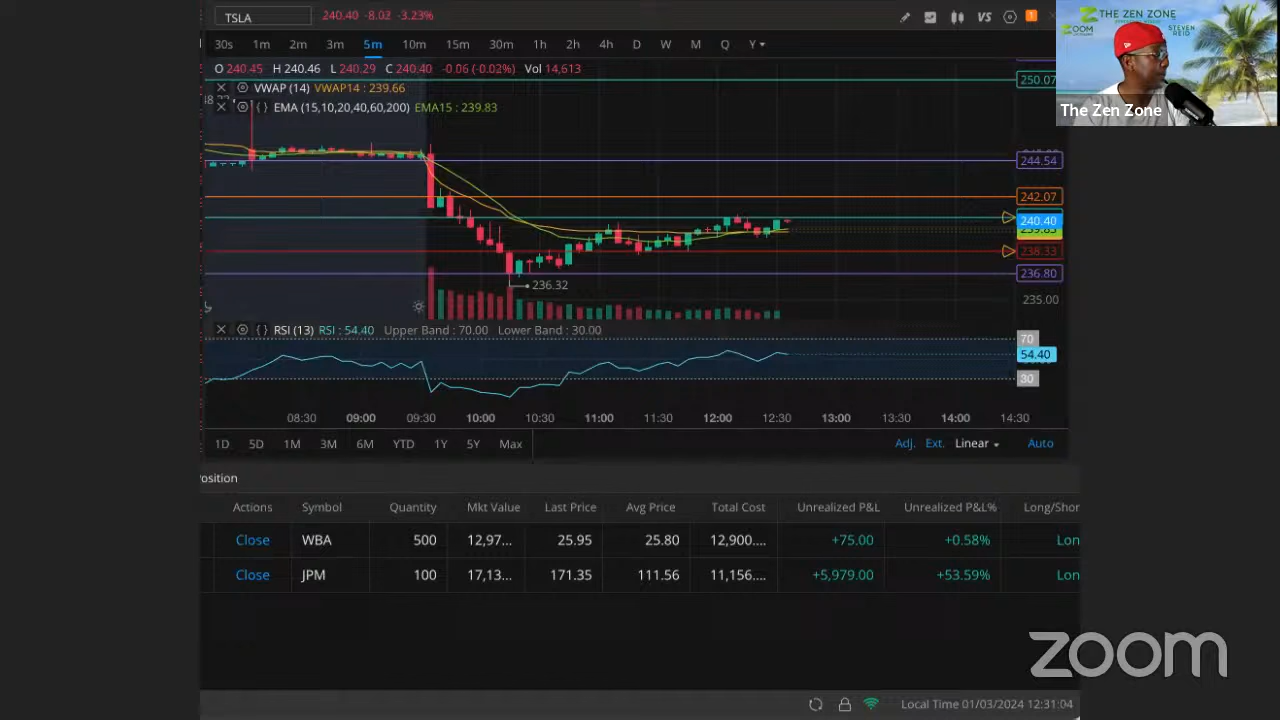 TSLA 240.40 -8.02 -3.23% VS 1
30s 1m 2m 3m 5m 10m 15m 30m 1h 2h 4h D W M Q Y
O 240.45 H 240.46 L 240.29 C 240.40 -0.06 (-0.02%) Vol 14,613
VWAP (14) VWAP14 : 239.66
EMA (15,10,20,40,60,200) EMA15 : 239.83
250.07
244.54
242.07
240.40
239.83
238.33
236.80
236.32
235.00
RSI (13) RSI : 54.40 Upper Band : 70.00 Lower Band : 30.00
70
54.40
30
08:30 09:00 09:30 10:00 10:30 11:00 11:30 12:00 12:30 13:00 13:30 14:00 14:30
1D 5D 1M 3M 6M YTD 1Y 5Y Max Adj. Ext. Linear Auto
osition
Actions Symbol Quantity Mkt Value Last Price Avg Price Total Cost Unrealized P&L Unrealized P&L% Long/Shor
Close WBA 500 12,97... 25.95 25.80 12,900.... +75.00 +0.58% Lon
Close JPM 100 17,13... 171.35 111.56 11,156.... +5,979.00 +53.59% Lon
Local Time 01/03/2024 12:31:04
THE ZEN ZONE
ZOOM
STEVEN
REID
The Zen Zone
zoom